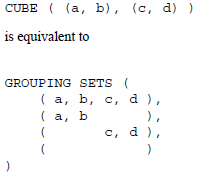 CUBE ( (a, b), (c, d) )
is equivalent to
GROUPING SETS (
( a, b, c, d ),
( a, b       ),
(       c, d ),
(            )
)